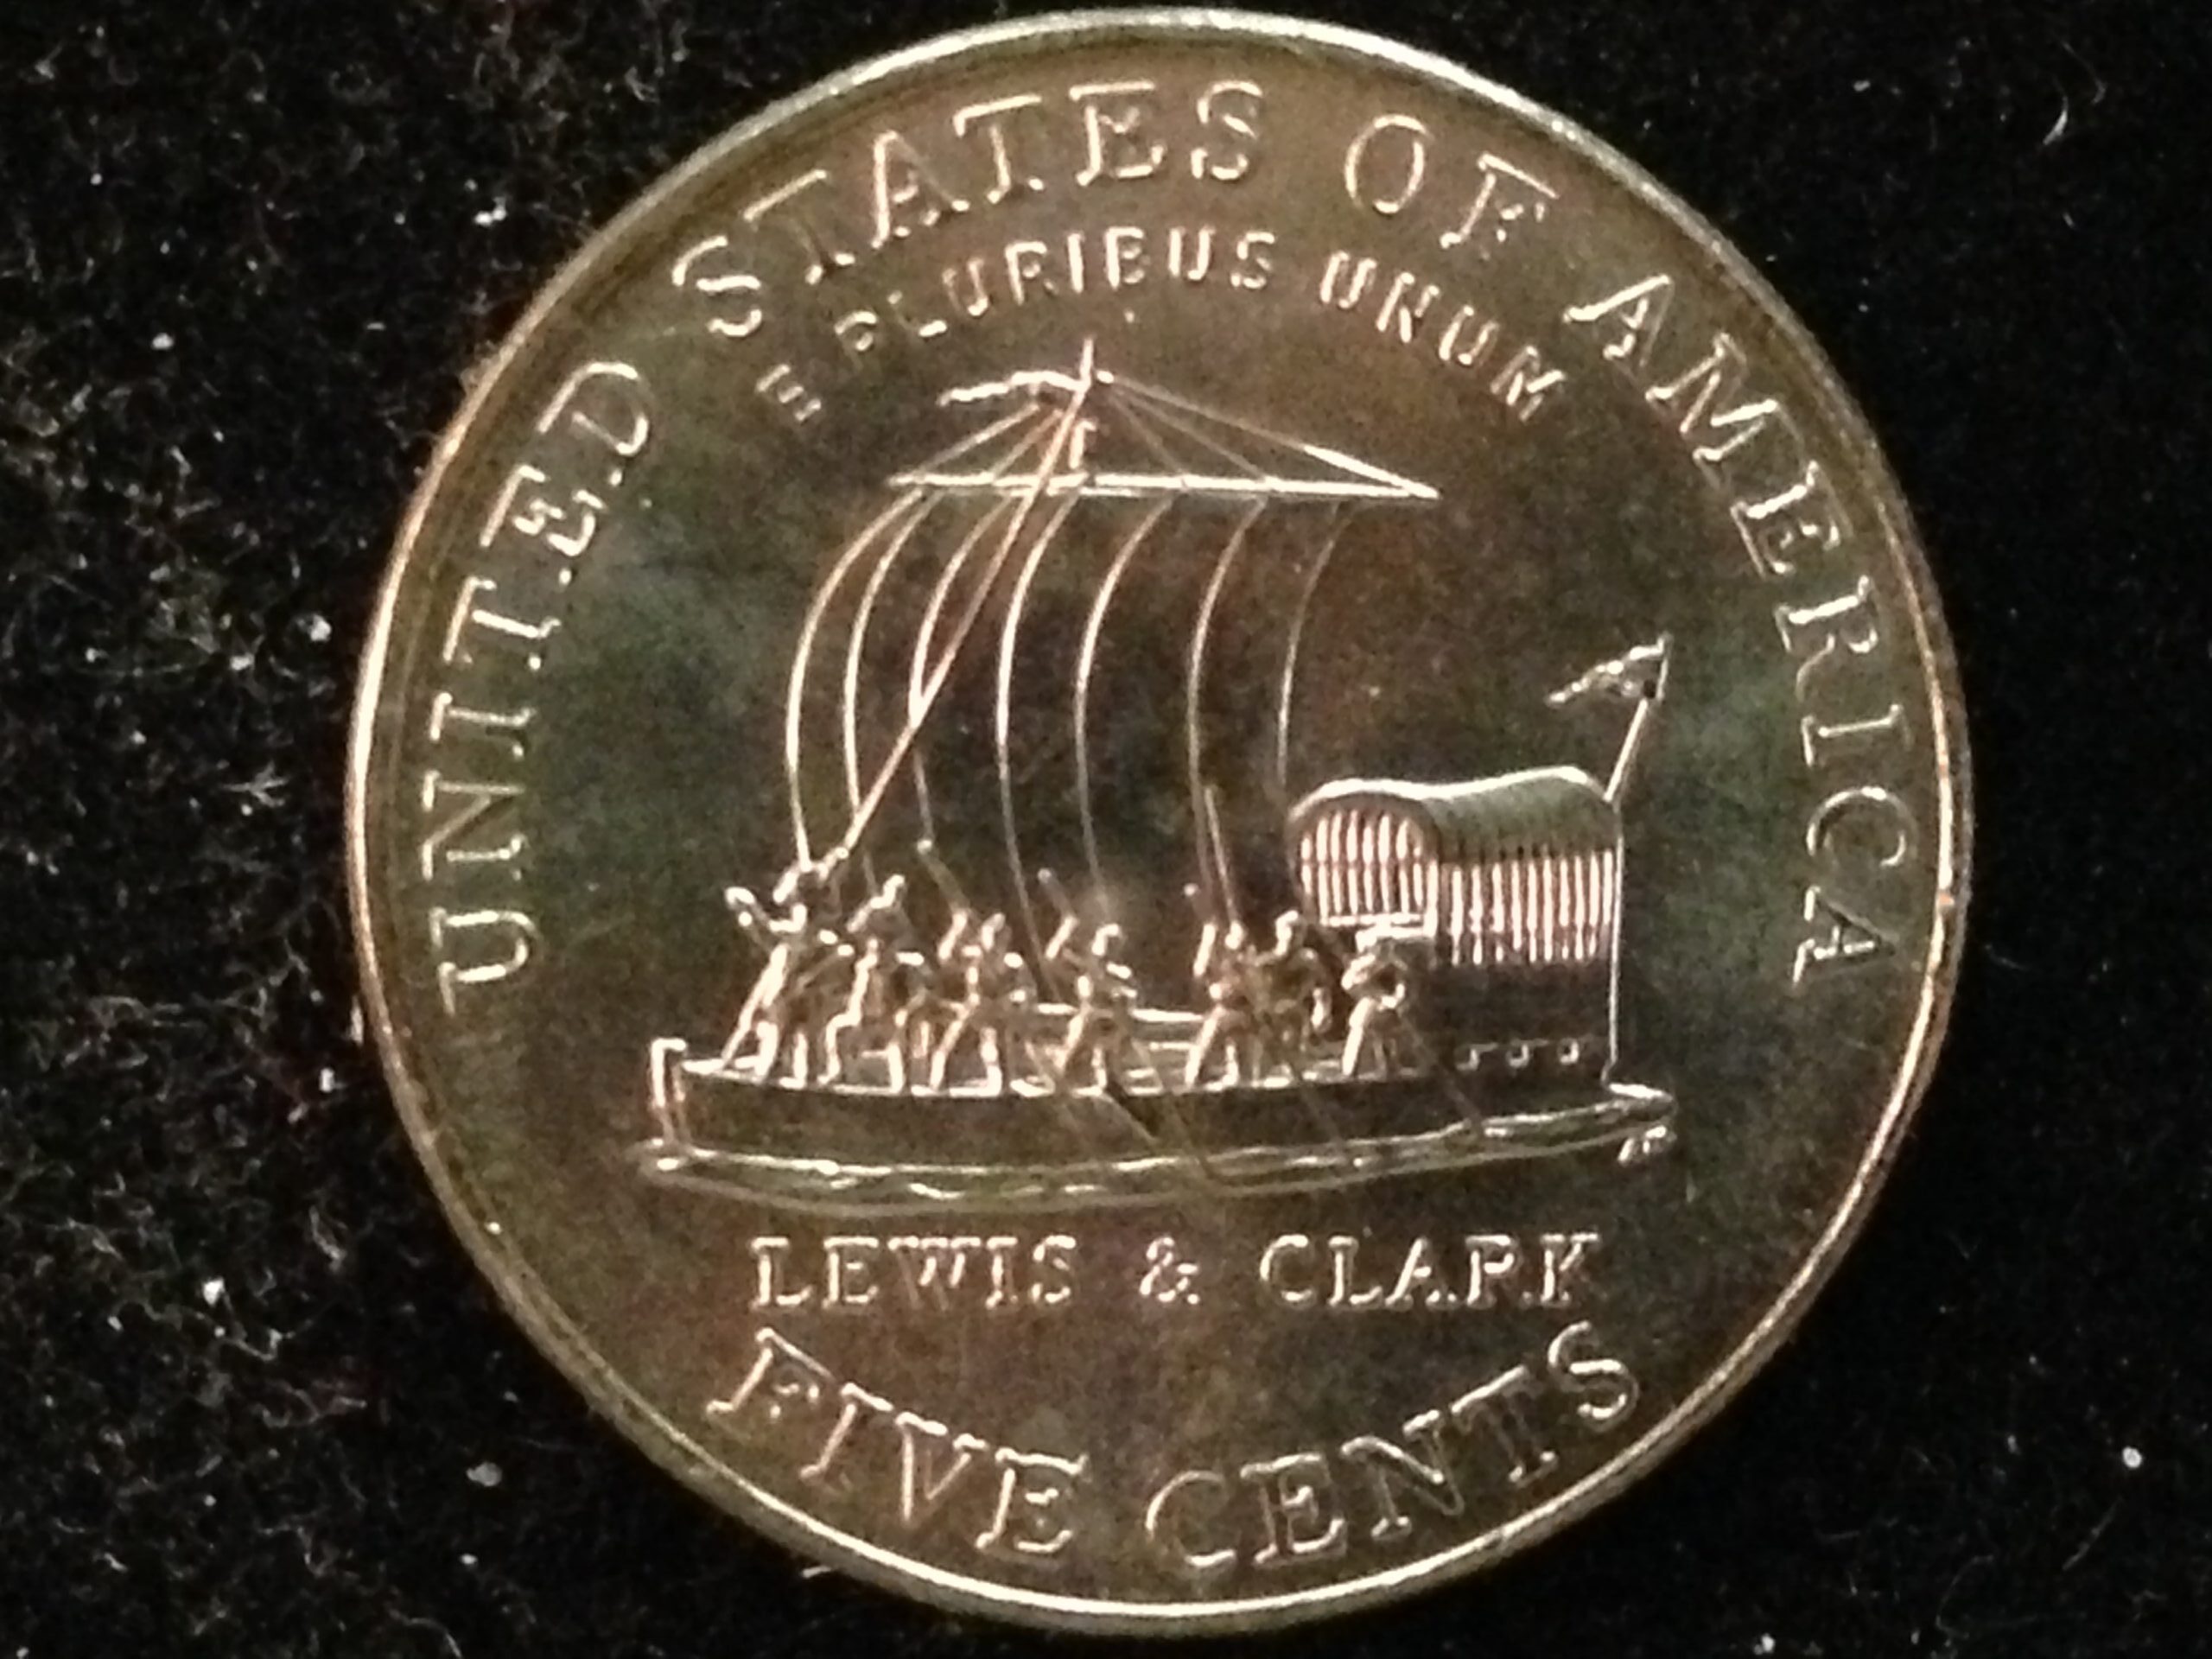 UNITED STATES OF AMERICA
E PLURIBUS UNUM
LEWIS & CLARK
FIVE CENTS